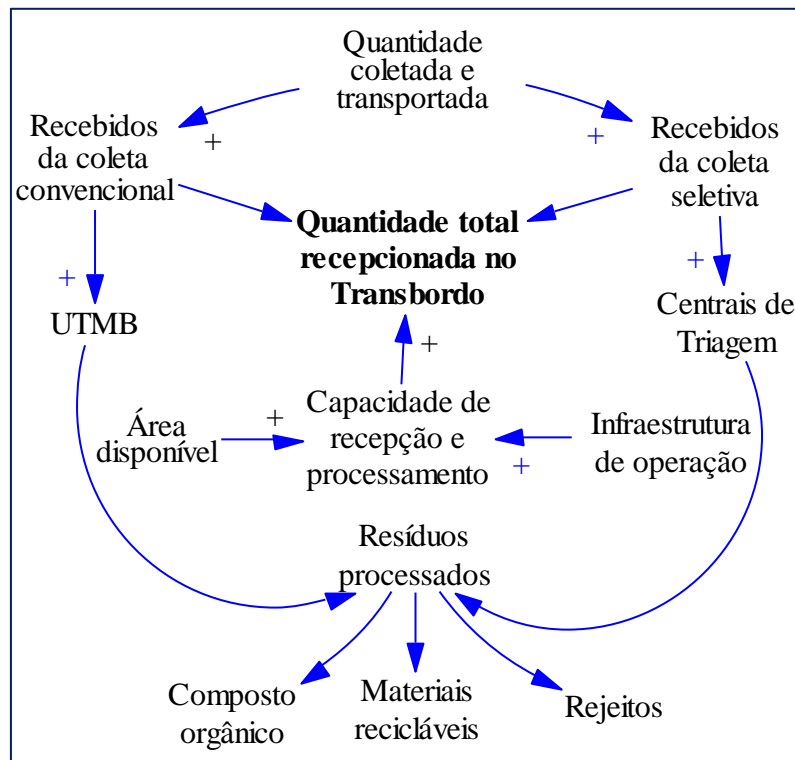 Quantidade
coletada e
transportada
Recebidos
da coleta
convencional
+
+
Recebidos
da coleta
seletiva
Quantidade total
recepcionada no
Transbordo
+
UTMB
+
Centrais de
Triagem
+
Área
disponível
+
Capacidade de
recepção e
processamento
+
Infraestrutura
de operação
Resíduos
processados
Composto
orgânico
Materiais
recicláveis
Rejeitos